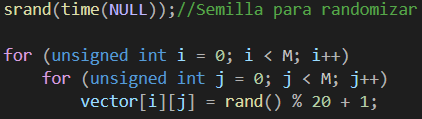 srand(time(NULL));//Semilla para randomizar
for (unsigned int i = 0; i < M; i++)
for (unsigned int j = 0; j < M; j++)
vector[i][j] = rand() % 20 + 1;